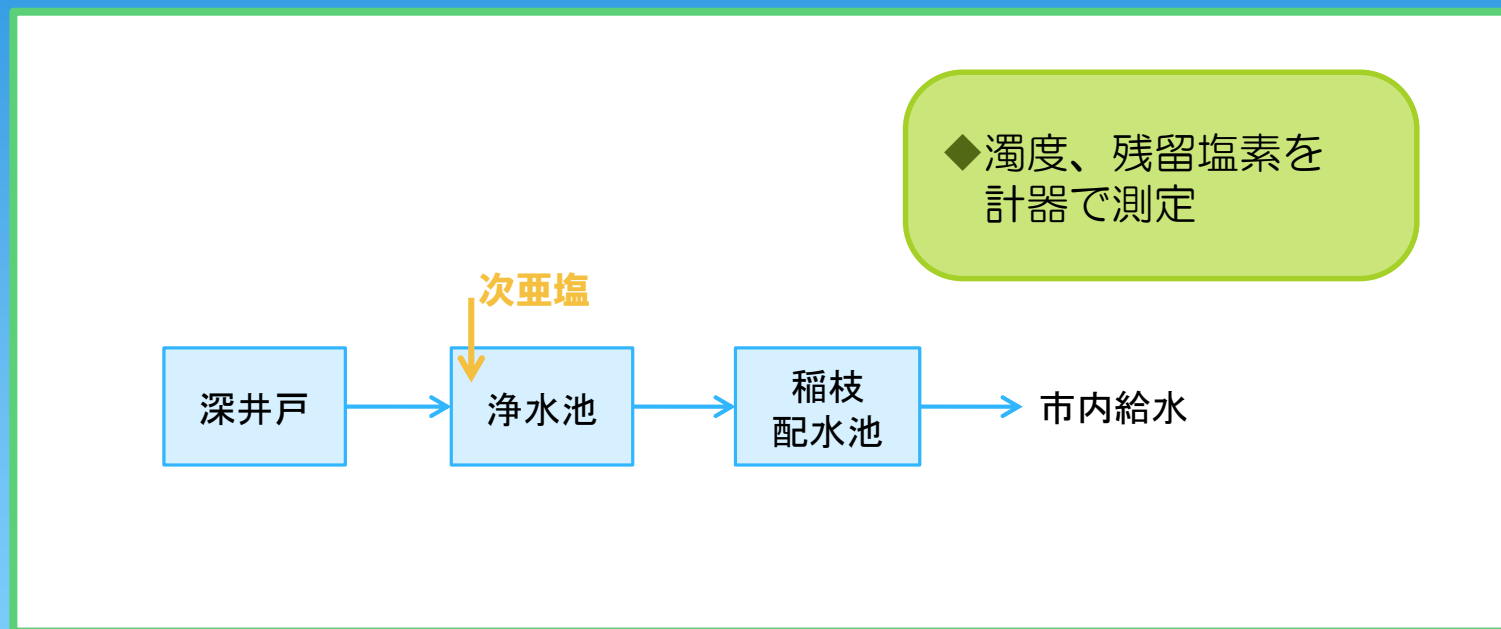 ◆濁度、残留塩素を
計器で測定
次亜塩
深井戸
浄水池
稲枝
配水池
市内給水